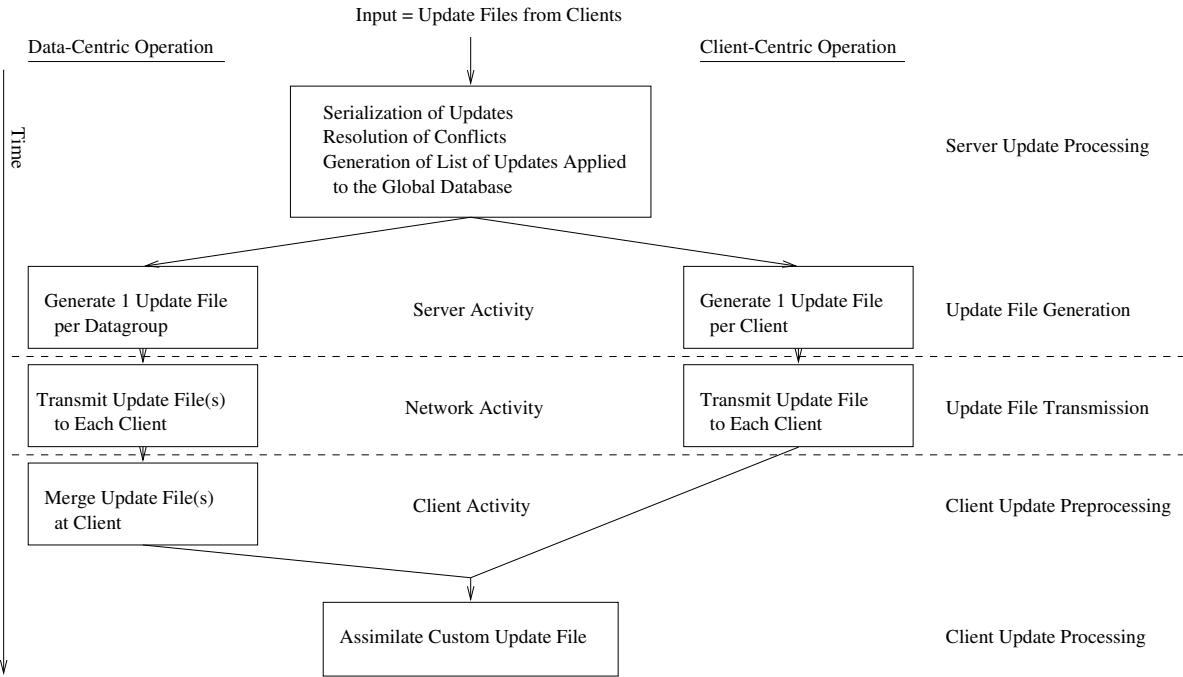 Input = Update Files from Clients
Data-Centric Operation
Client-Centric Operation
Time
Serialization of Updates
Resolution of Conflicts
Generation of List of Updates Applied
to the Global Database
Server Update Processing
Generate 1 Update File
per Datagroup
Server Activity
Generate 1 Update File
per Client
Update File Generation
Transmit Update File(s)
to Each Client
Network Activity
Transmit Update File
to Each Client
Update File Transmission
Merge Update File(s)
at Client
Client Activity
Client Update Preprocessing
Assimilate Custom Update File
Client Update Processing